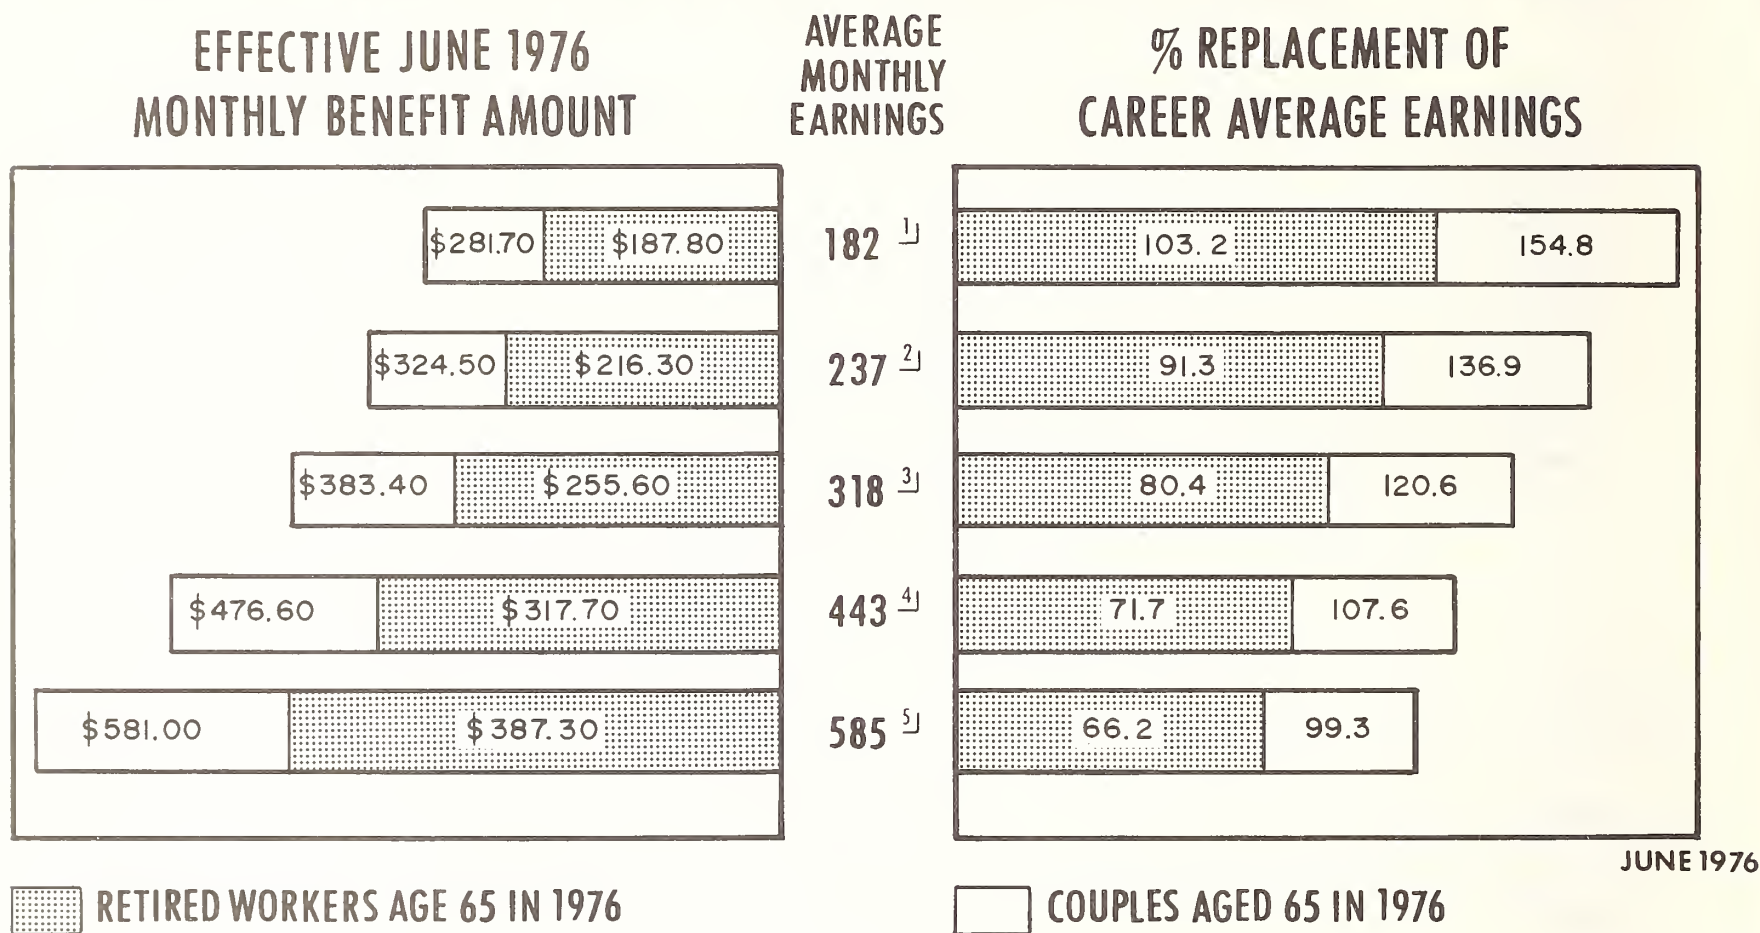 EFFECTIVE JUNE 1976
MONTHLY BENEFIT AMOUNT
AVERAGE
MONTHLY
EARNINGS
% REPLACEMENT OF
CAREER AVERAGE EARNINGS
$281.70 $187.80 182 1⌋ 103.2 154.8
$324.50 $216.30 237 2⌋ 91.3 136.9
$383.40 $255.60 318 3⌋ 80.4 120.6
$476.60 $317.70 443 4⌋ 71.7 107.6
$581.00 $387.30 585 5⌋ 66.2 99.3
JUNE 1976
RETIRED WORKERS AGE 65 IN 1976
COUPLES AGED 65 IN 1976